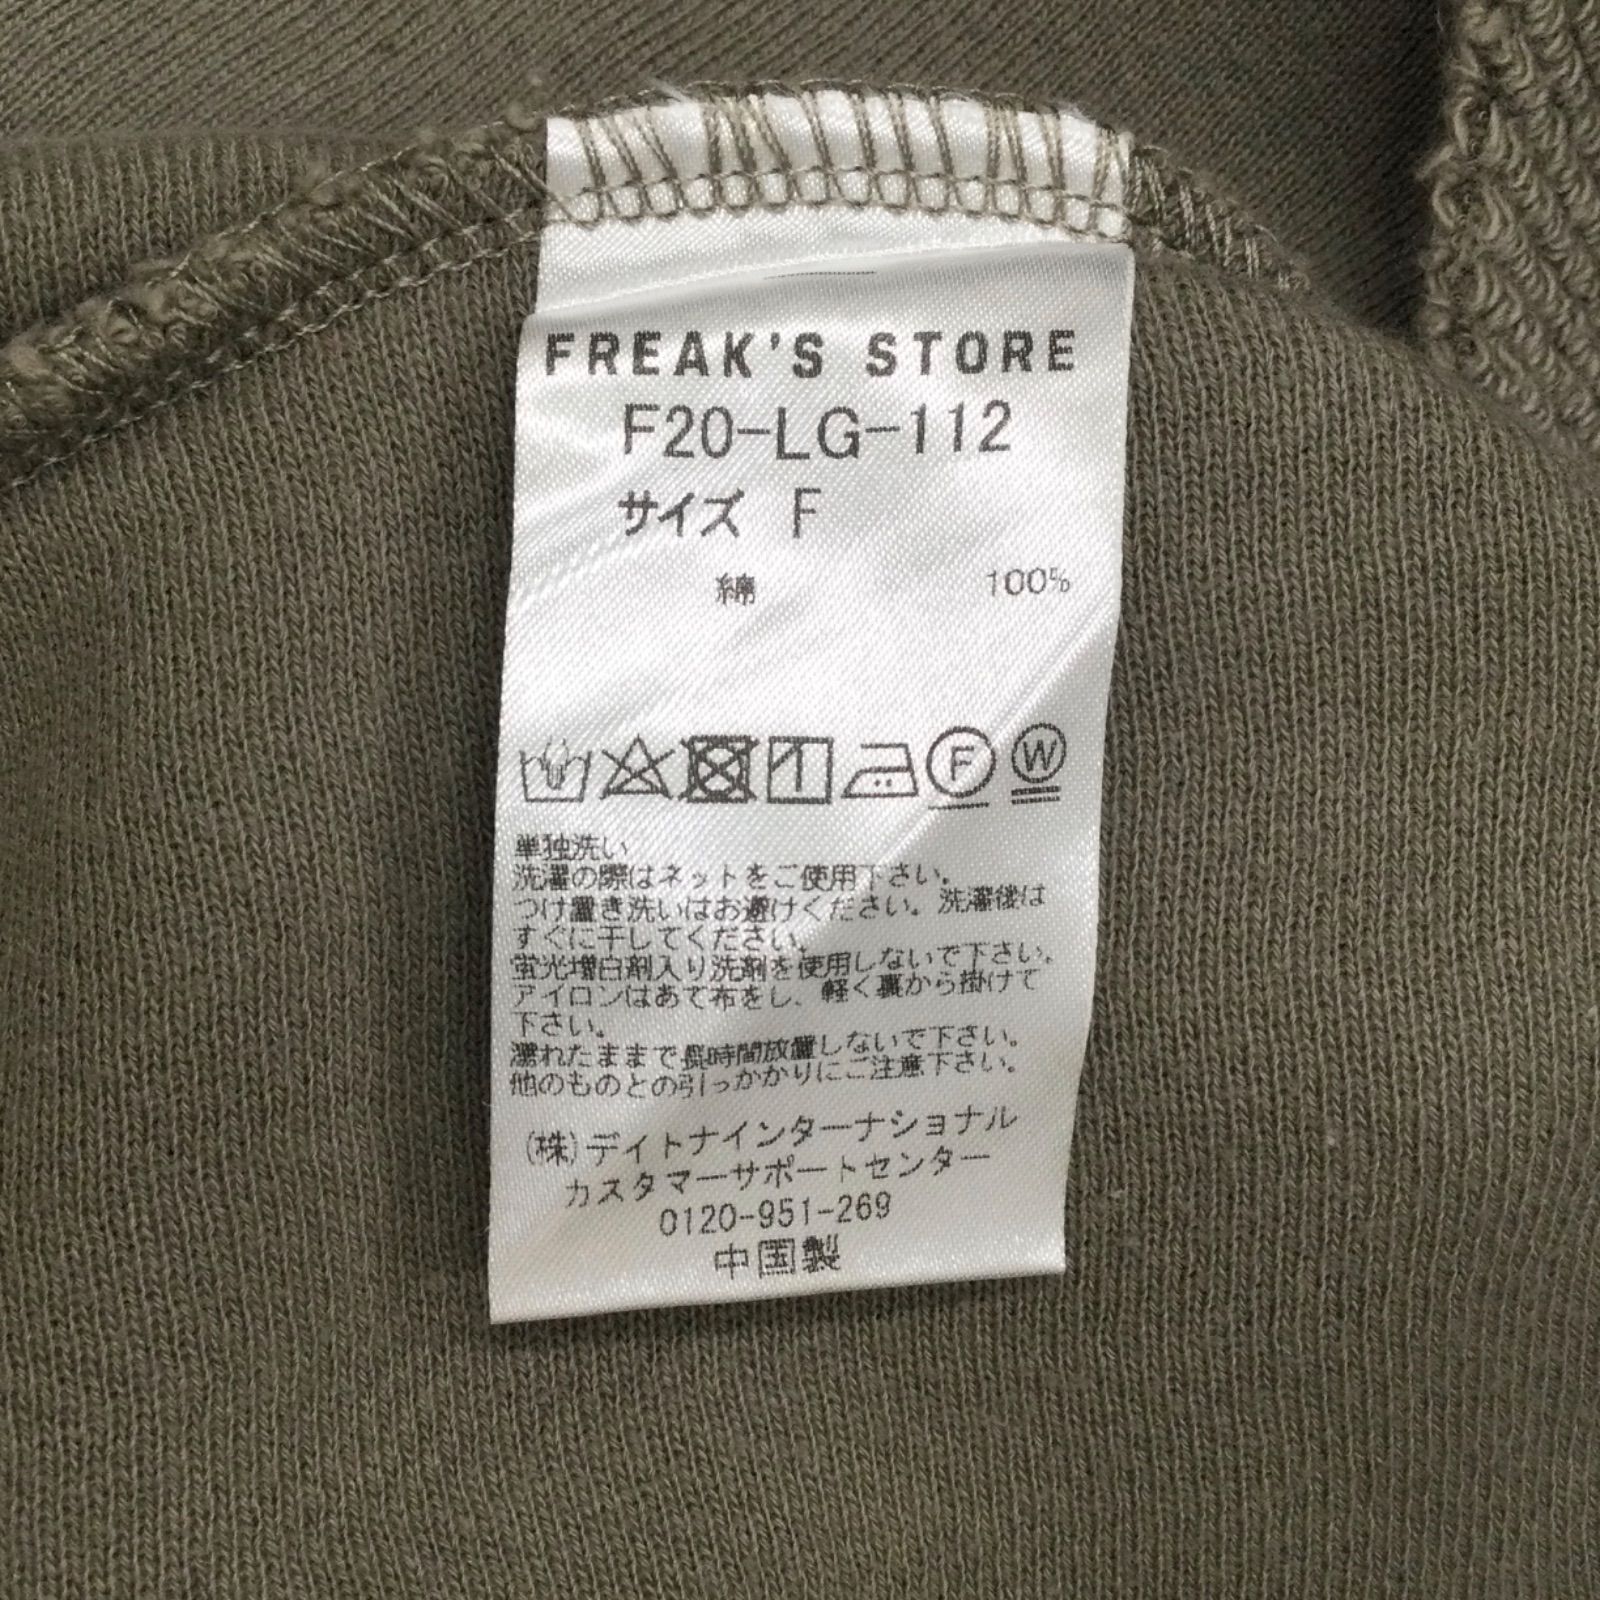 FREAK'S STORE
F20-LG-112
サイズ F
綿 100%
F W
単独洗い
洗濯の際はネットをご使用下さい。
つけ置き洗いはお避けください。洗濯後は
すぐに干してください。
蛍光増白剤入り洗剤を使用しないで下さい。
アイロンはあて布をし、軽く裏から掛けて
下さい。
濡れたままで長時間放置しないで下さい。
他のものとの引っかかりにご注意下さい。
(株)デイトナインターナショナル
カスタマーサポートセンター
0120-951-269
中国製